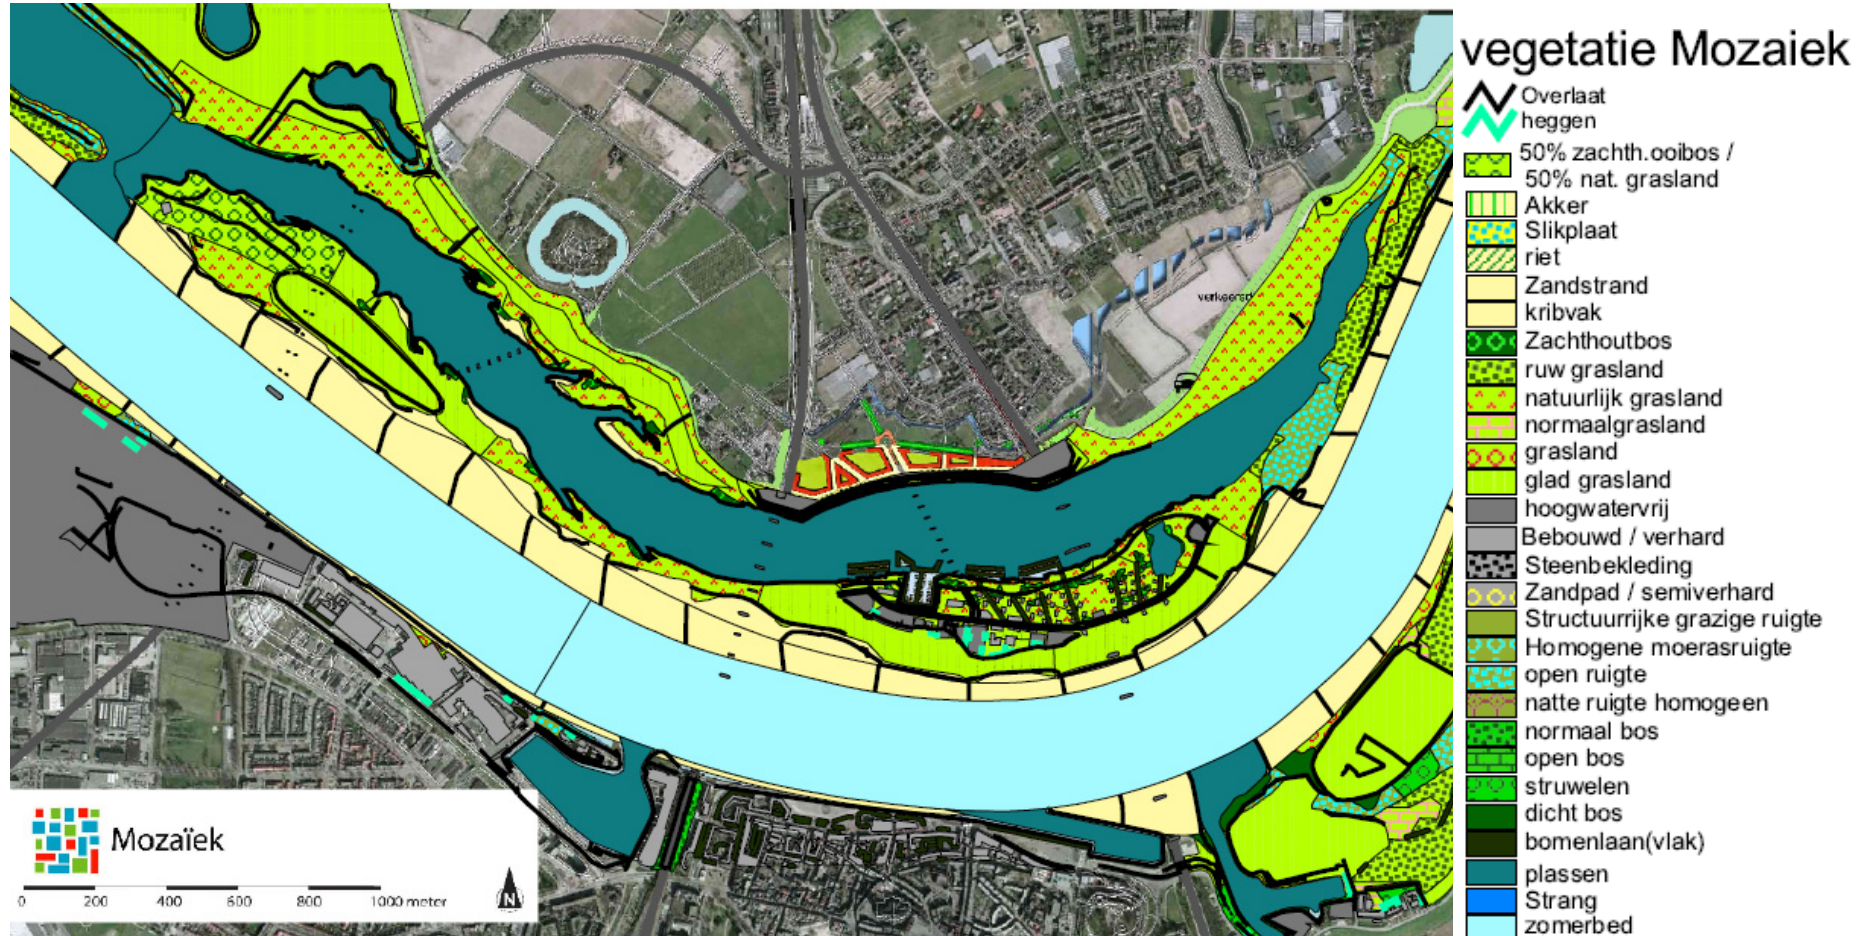 vegetatie Mozaiek
Overlaat
heggen
50% zachth.ooibos /
50% nat. grasland
Akker
Slikplaat
riet
Zandstrand
kribvak
Zachthoutbos
ruw grasland
natuurlijk grasland
normaalgrasland
grasland
glad grasland
hoogwatervrij
Bebouwd / verhard
Steenbekleding
Zandpad / semiverhard
Structuurrijke grazige ruigte
Homogene moerasruigte
open ruigte
natte ruigte homogeen
normaal bos
open bos
struwelen
dicht bos
bomenlaan(vlak)
plassen
Strang
zomerbed
Mozaïek
0 200 400 600 800 1000 meter
N